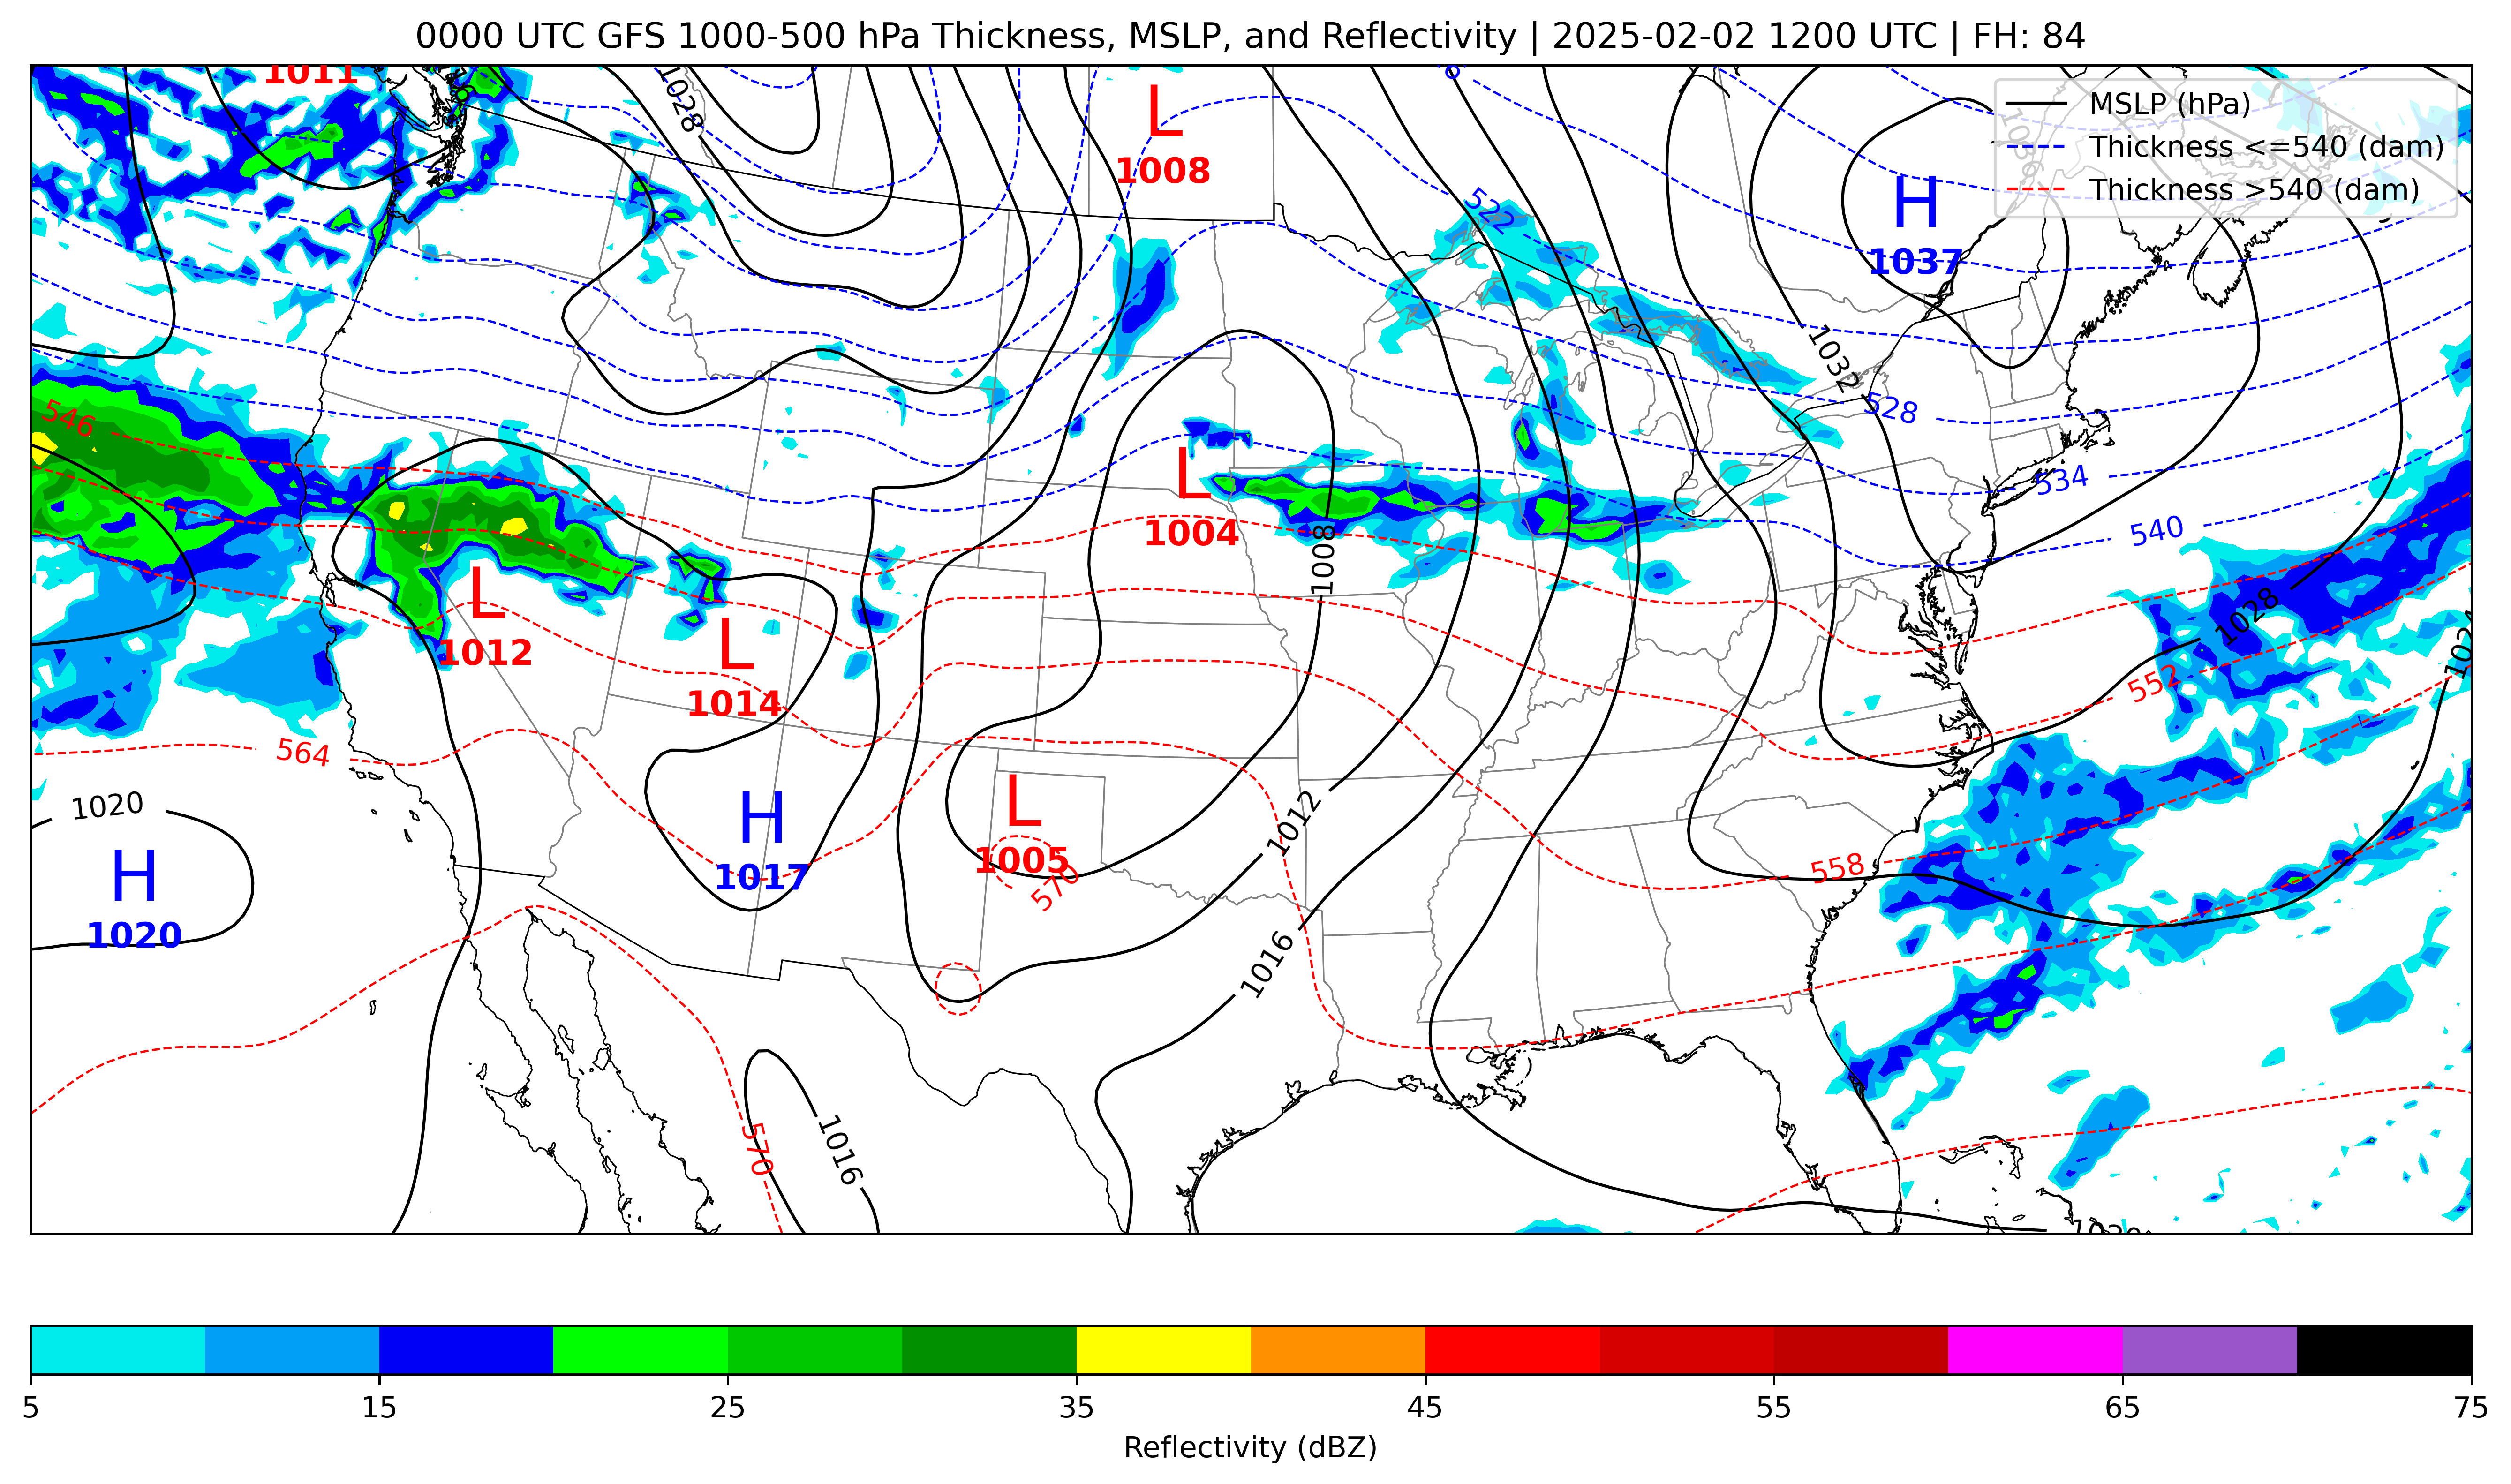 0000 UTC GFS 1000-500 hPa Thickness, MSLP, and Reflectivity | 2025-02-02 1200 UTC | FH: 84
MSLP (hPa)
Thickness <=540 (dam)
Thickness >540 (dam)
1011
1028
L
1008
H
1037
1036
522
1032
528
534
540
546
L
1004
1008
L
1012
L
1014
1028
1024
552
564
1020
H
1020
H
1017
L
1005
570
1012
558
1016
570
1016
1020
5
15
25
35
45
55
65
75
Reflectivity (dBZ)